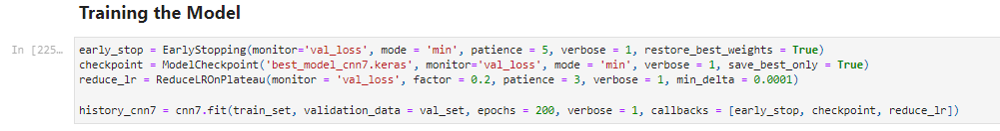 Training the Model
In [225…
early_stop = EarlyStopping(monitor='val_loss', mode = 'min', patience = 5, verbose = 1, restore_best_weights = True)
checkpoint = ModelCheckpoint('best_model_cnn7.keras', monitor='val_loss', mode = 'min', verbose = 1, save_best_only = True)
reduce_lr = ReduceLROnPlateau(monitor = 'val_loss', factor = 0.2, patience = 3, verbose = 1, min_delta = 0.0001)
history_cnn7 = cnn7.fit(train_set, validation_data = val_set, epochs = 200, verbose = 1, callbacks = [early_stop, checkpoint, reduce_lr])